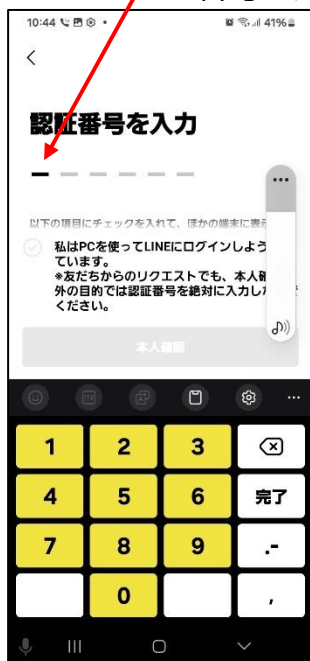 10:44
41%
認証番号を入力
以下の項目にチェックを入れて、ほかの端末に表示
私はPCを使ってLINEにログインしよう
ています。
※友だちからのリクエストでも、本人確
外の目的では認証番号を絶対に入力し
ください。
本人確認
1 2 3
4 5 6 完了
7 8 9 .-
0 ,